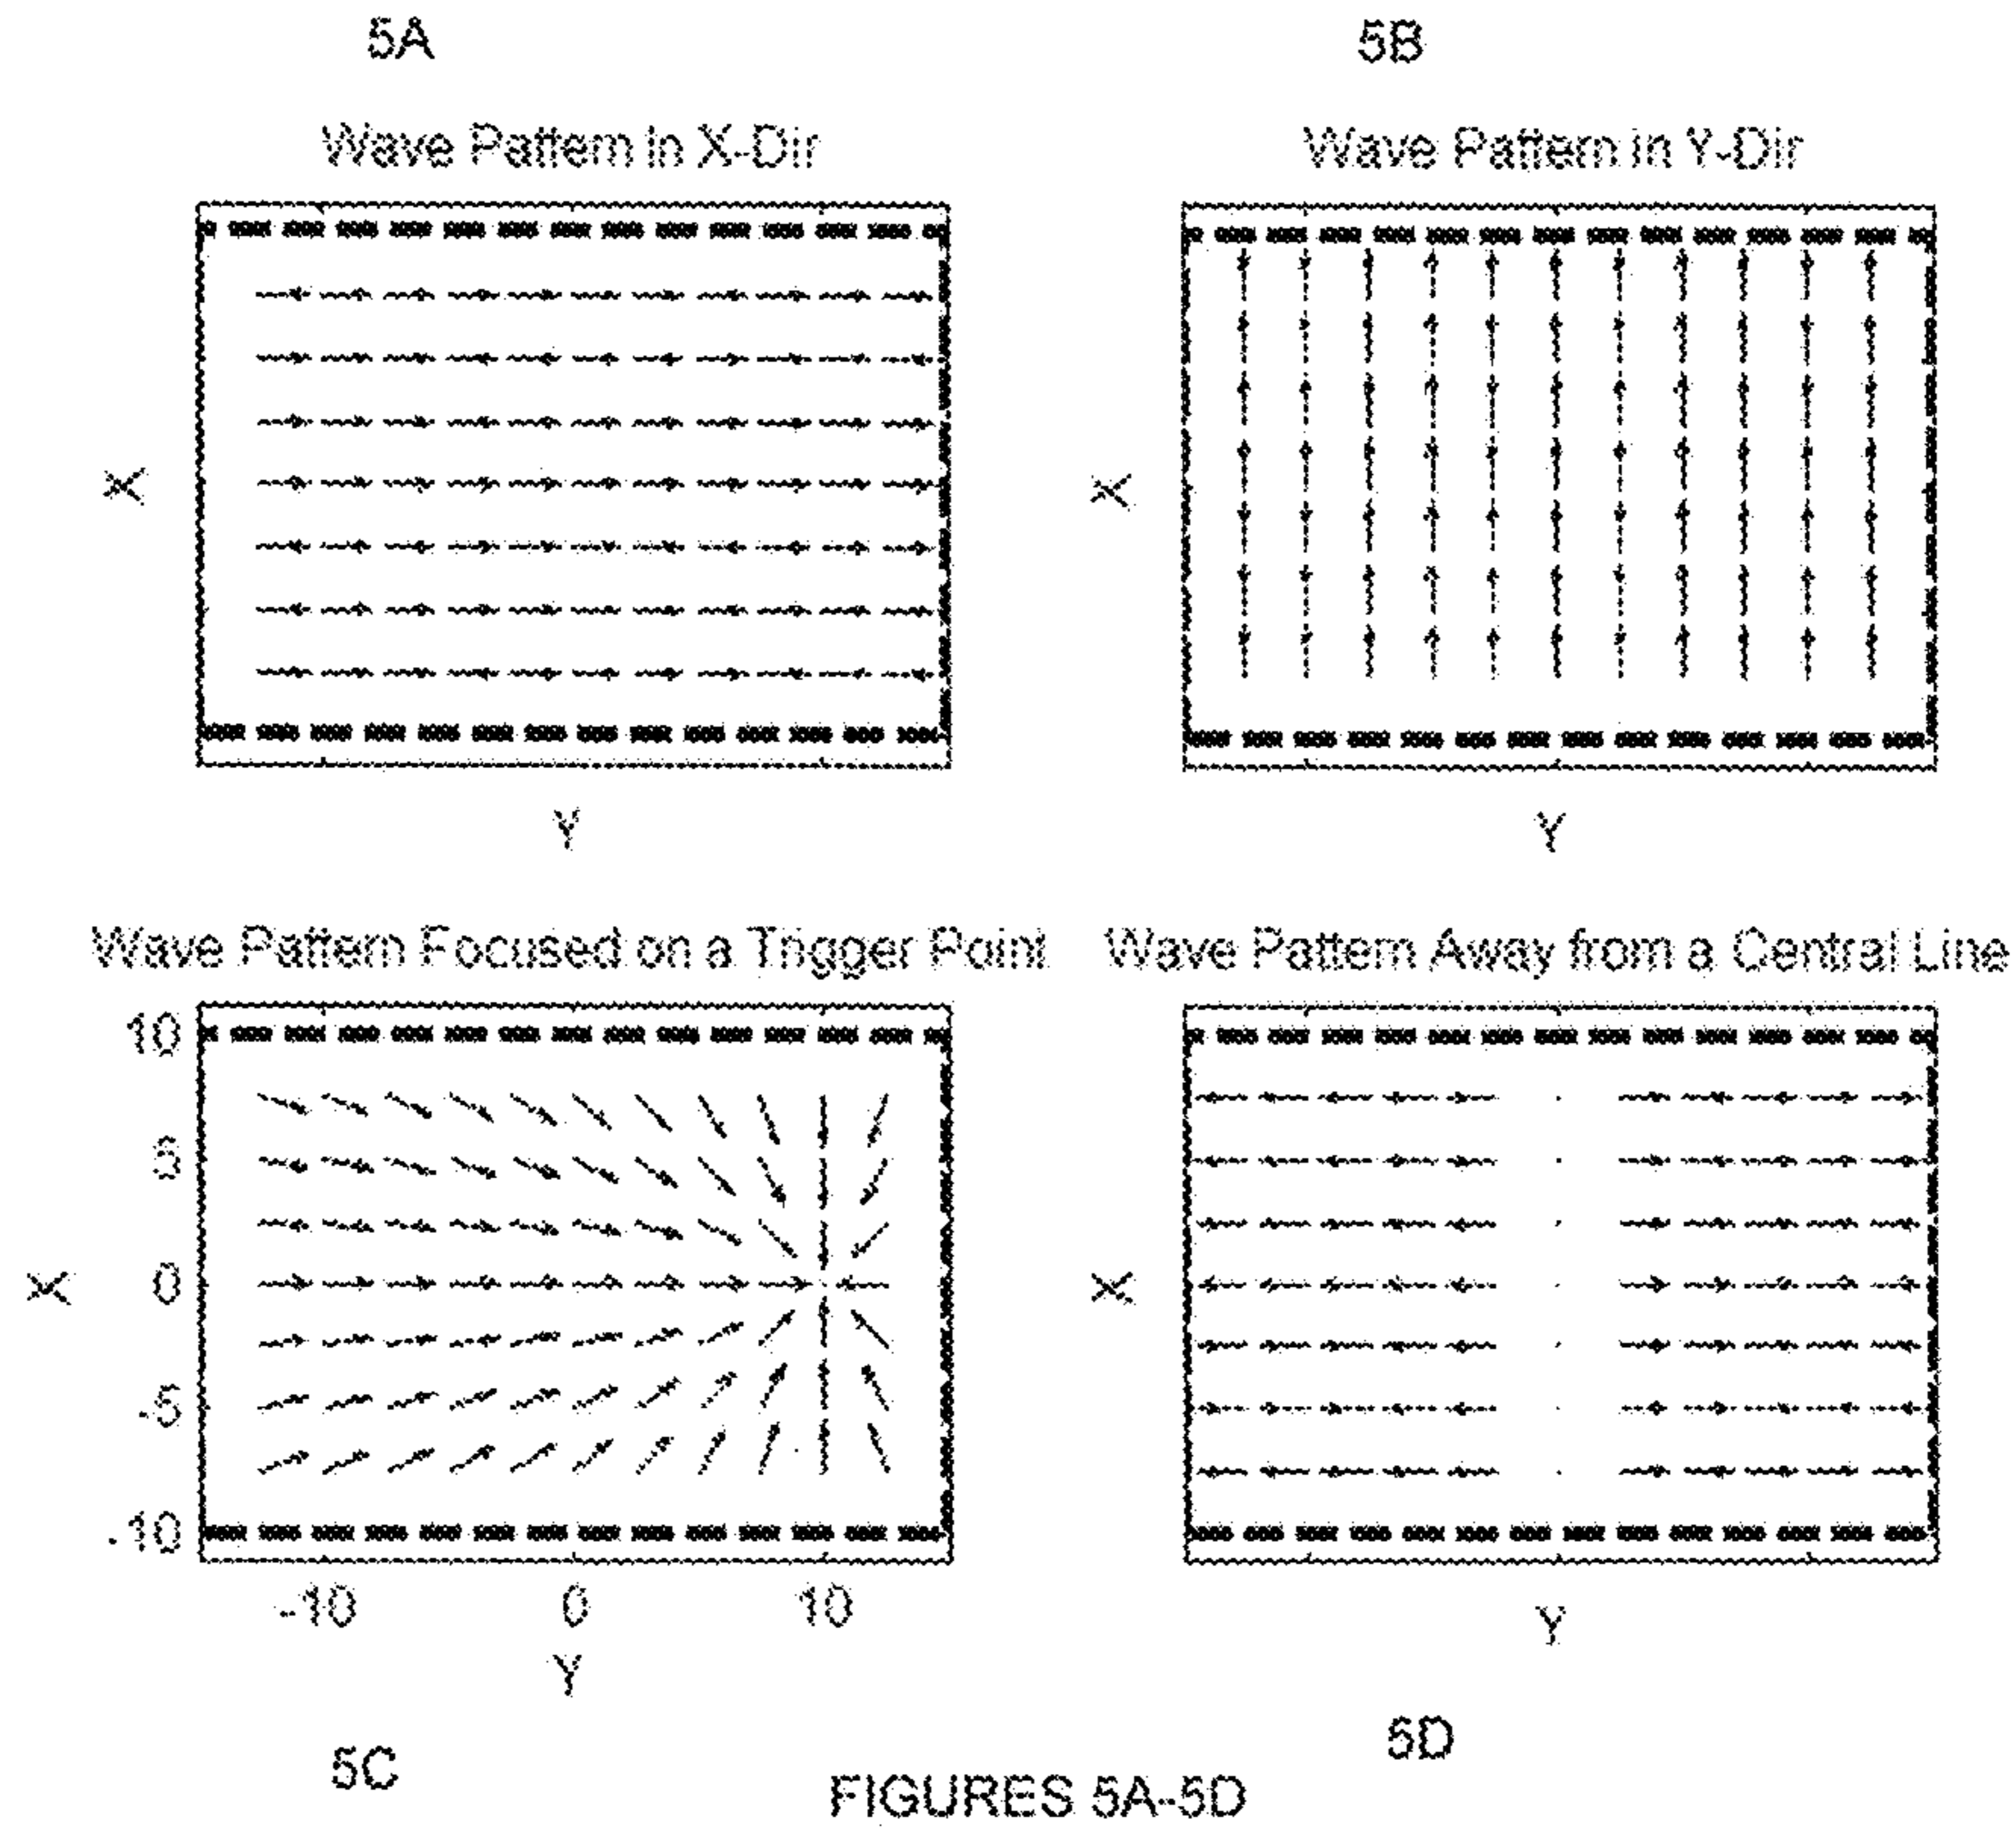 5A
5B
Wave Pattern in X-Dir
Wave Pattern in Y-Dir
X
X
Y
Y
Wave Pattern Focused on a Trigger Point
Wave Pattern Away from a Central Line
10
5
0
-5
-10
X
X
-10 0 10
Y
Y
5C
5D
FIGURES 5A-5D